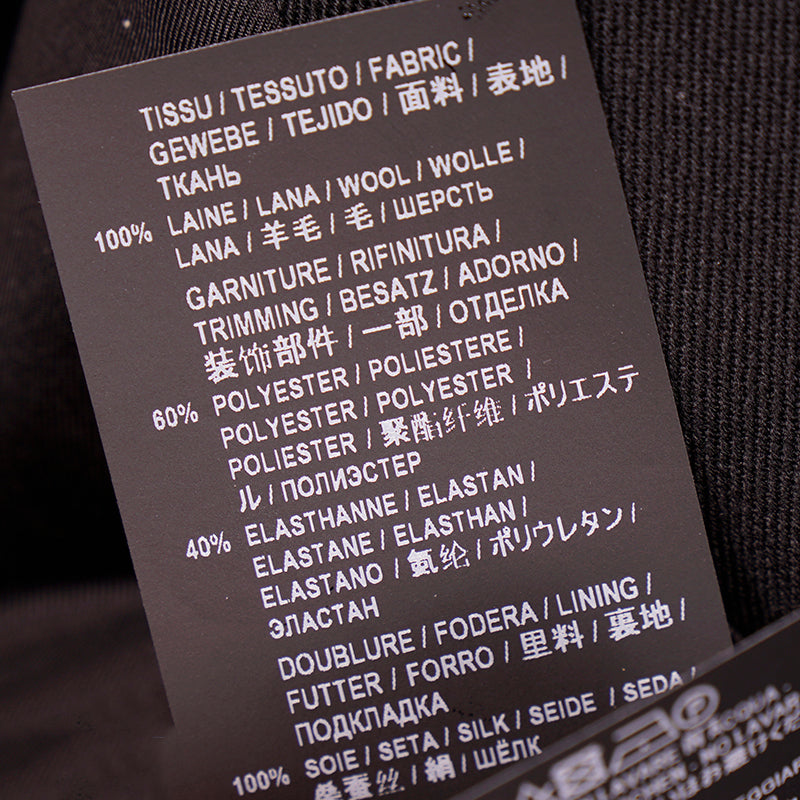 TISSU / TESSUTO / FABRIC /
GEWEBE / TEJIDO / 面料 / 表地 /
ТКАНЬ
100% LAINE / LANA / WOOL / WOLLE /
LANA / 羊毛 / 毛 / ШЕРСТЬ
GARNITURE / RIFINITURA /
TRIMMING / BESATZ / ADORNO /
装饰部件 / 一部 / ОТДЕЛКА
60% POLYESTER / POLIESTERE /
POLYESTER / POLYESTER /
POLIESTER / 聚酯纤维 / ポリエステ
ル / ПОЛИЭСТЕР
40% ELASTHANNE / ELASTAN /
ELASTANE / ELASTHAN /
ELASTANO / 氨纶 / ポリウレタン /
ЭЛАСТАН
DOUBLURE / FODERA / LINING /
FUTTER / FORRO / 里料 / 裏地 /
ПОДКЛАДКА
100% SOIE / SETA / SILK / SEIDE / SEDA /
桑蚕丝 / 絹 / ШЁЛК
ACQUA -